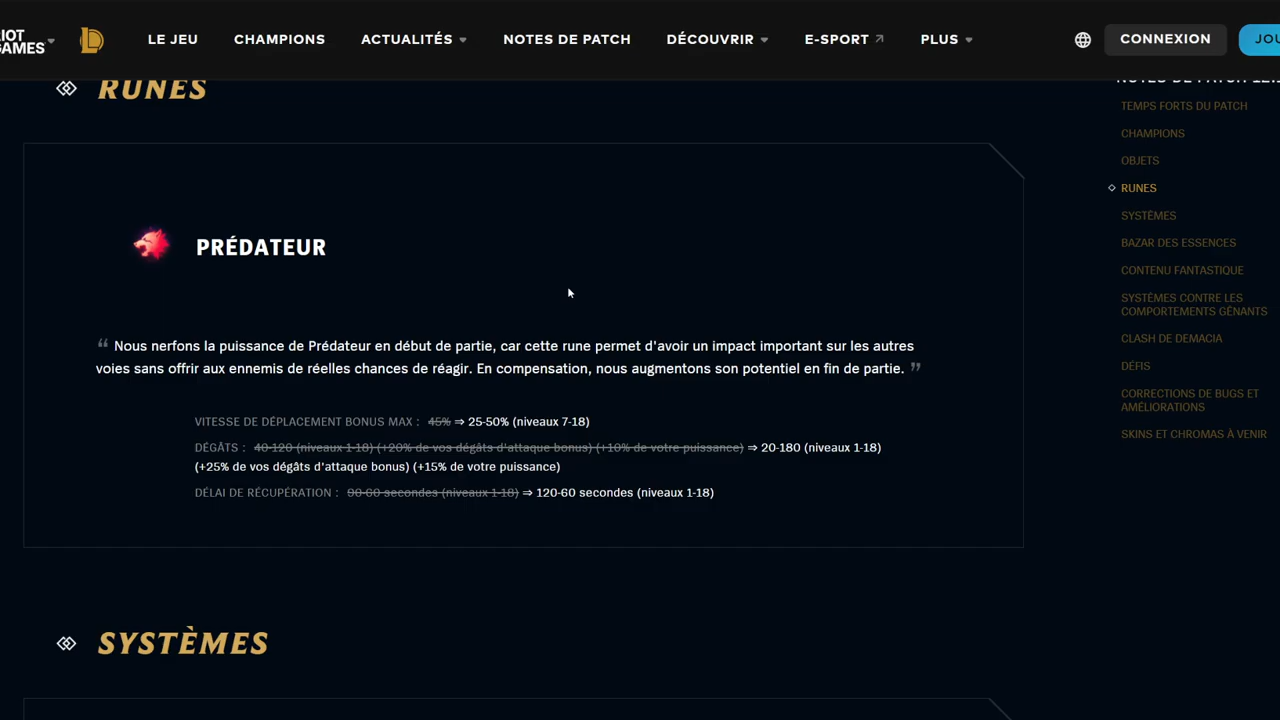 RIOT
GAMES
LE JEU
CHAMPIONS
ACTUALITÉS
NOTES DE PATCH
DÉCOUVRIR
E-SPORT
PLUS
CONNEXION
JOU
RUNES
PRÉDATEUR
“ Nous nerfons la puissance de Prédateur en début de partie, car cette rune permet d'avoir un impact important sur les autres
voies sans offrir aux ennemis de réelles chances de réagir. En compensation, nous augmentons son potentiel en fin de partie. ”
VITESSE DE DÉPLACEMENT BONUS MAX : 45% ⇒ 25-50% (niveaux 7-18)
DÉGÂTS : 40-120 (niveaux 1-18) (+20% de vos dégâts d'attaque bonus) (+10% de votre puissance) ⇒ 20-180 (niveaux 1-18)
(+25% de vos dégâts d'attaque bonus) (+15% de votre puissance)
DÉLAI DE RÉCUPÉRATION : 90-60 secondes (niveaux 1-18) ⇒ 120-60 secondes (niveaux 1-18)
SYSTÈMES
NOTES DE PATCH
TEMPS FORTS DU PATCH
CHAMPIONS
OBJETS
RUNES
SYSTÈMES
BAZAR DES ESSENCES
CONTENU FANTASTIQUE
SYSTÈMES CONTRE LES
COMPORTEMENTS GÊNANTS
CLASH DE DEMACIA
DÉFIS
CORRECTIONS DE BUGS ET
AMÉLIORATIONS
SKINS ET CHROMAS À VENIR